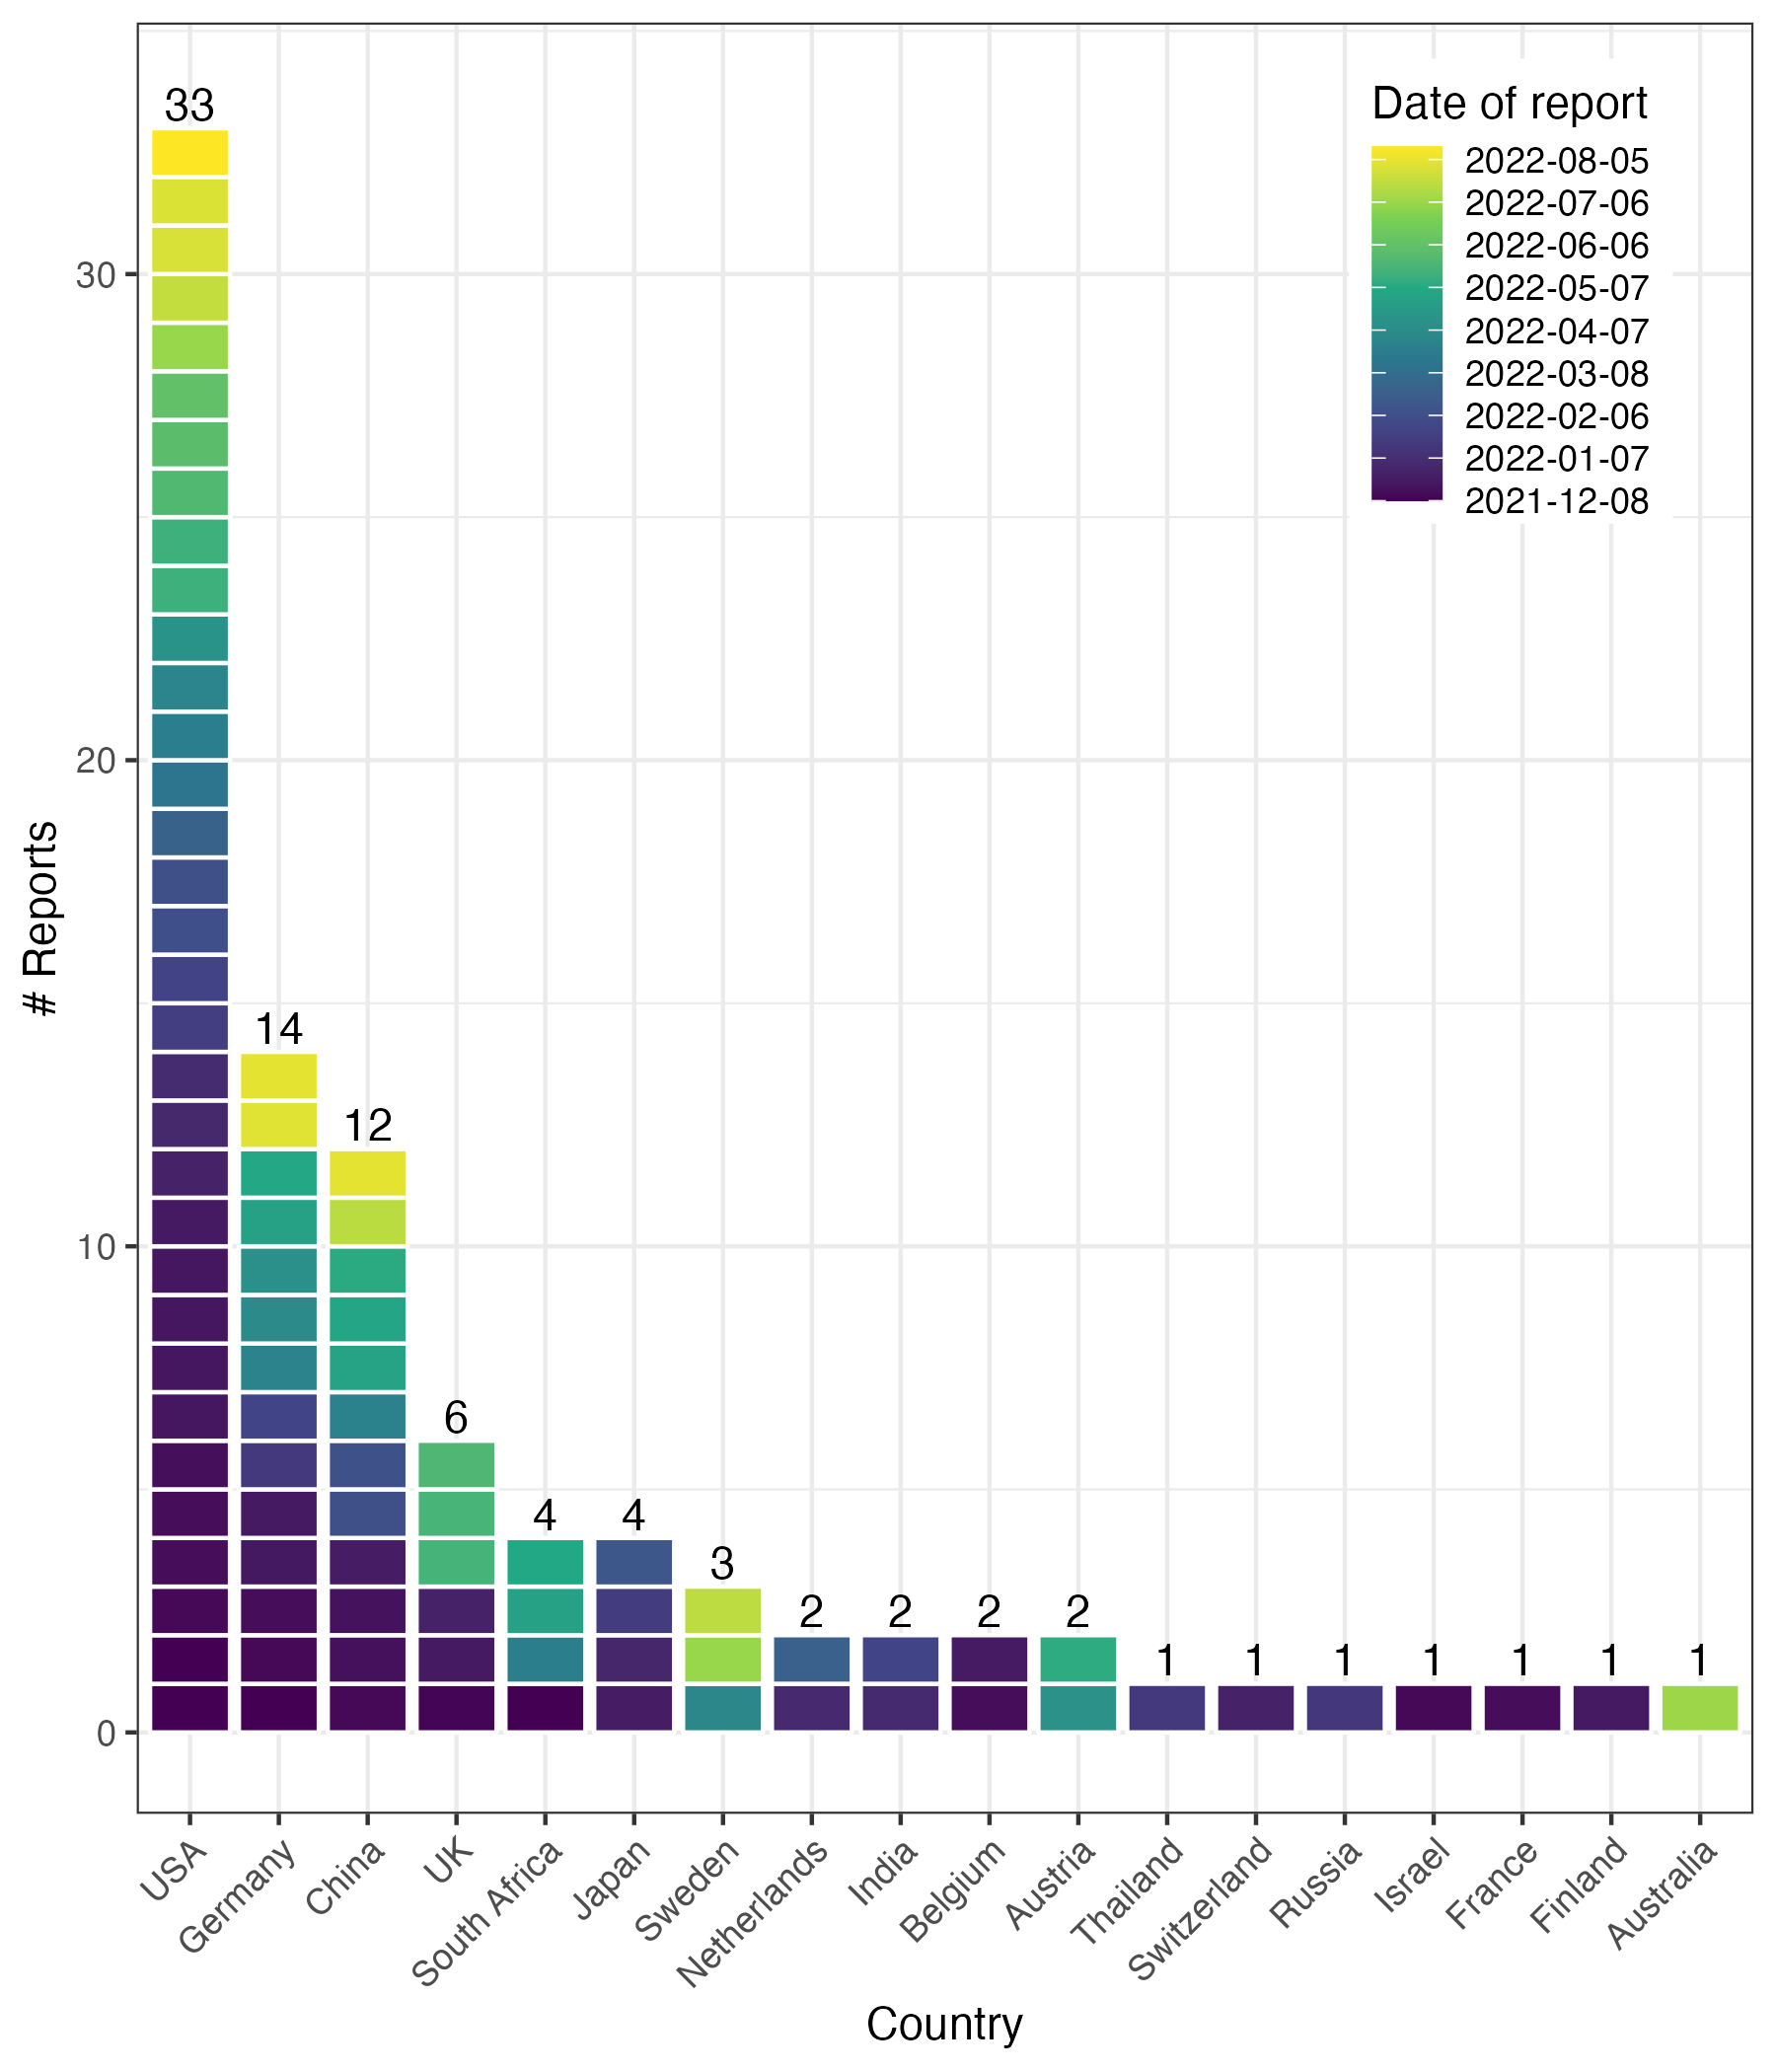 Date of report
2022-08-05
2022-07-06
2022-06-06
2022-05-07
2022-04-07
2022-03-08
2022-02-06
2022-01-07
2021-12-08
# Reports
30
20
10
0
33
14
12
6
4
4
3
2
2
2
2
1
1
1
1
1
1
1
USA
Germany
China
UK
South Africa
Japan
Sweden
Netherlands
India
Belgium
Austria
Thailand
Switzerland
Russia
Israel
France
Finland
Australia
Country